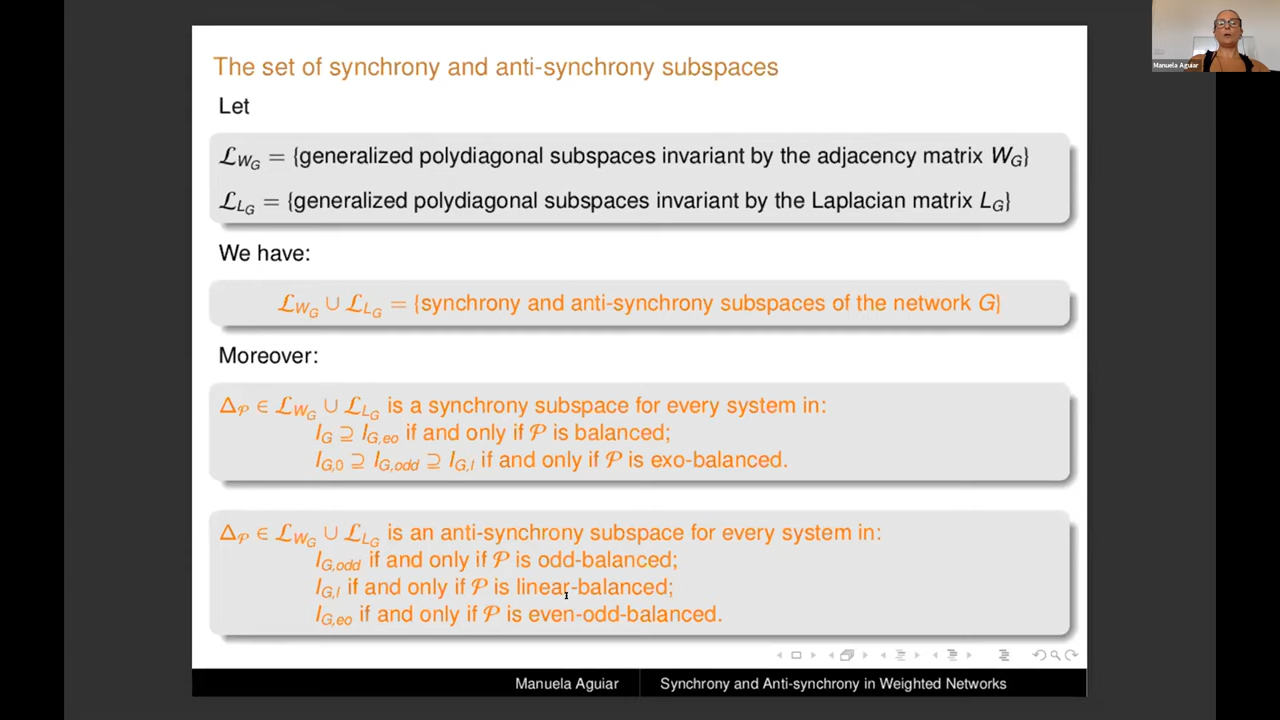 The set of synchrony and anti-synchrony subspaces
Let
ℒ_{W_G} = {generalized polydiagonal subspaces invariant by the adjacency matrix W_G}
ℒ_{L_G} = {generalized polydiagonal subspaces invariant by the Laplacian matrix L_G}
We have:
ℒ_{W_G} ∪ ℒ_{L_G} = {synchrony and anti-synchrony subspaces of the network G}
Moreover:
Δ_𝒫 ∈ ℒ_{W_G} ∪ ℒ_{L_G} is a synchrony subspace for every system in:
I_G ⊇ I_{G,eo} if and only if 𝒫 is balanced;
I_{G,0} ⊇ I_{G,odd} ⊇ I_{G,l} if and only if 𝒫 is exo-balanced.
Δ_𝒫 ∈ ℒ_{W_G} ∪ ℒ_{L_G} is an anti-synchrony subspace for every system in:
I_{G,odd} if and only if 𝒫 is odd-balanced;
I_{G,l} if and only if 𝒫 is linear-balanced;
I_{G,eo} if and only if 𝒫 is even-odd-balanced.
Manuela Aguiar Synchrony and Anti-synchrony in Weighted Networks
Manuela Aguiar